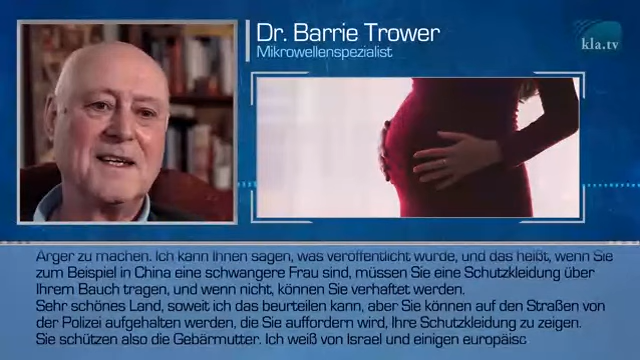 Dr. Barrie Trower
Mikrowellenspezialist
kla.tv
Ärger zu machen. Ich kann Ihnen sagen, was veröffentlicht wurde, und das heißt, wenn Sie
zum Beispiel in China eine schwangere Frau sind, müssen Sie eine Schutzkleidung über
Ihrem Bauch tragen, und wenn nicht, können Sie verhaftet werden.
Sehr schönes Land, soweit ich das beurteilen kann, aber Sie können auf den Straßen von
der Polizei aufgehalten werden, die Sie auffordern wird, Ihre Schutzkleidung zu zeigen.
Sie schützen also die Gebärmutter. Ich weiß von Israel und einigen europäisc